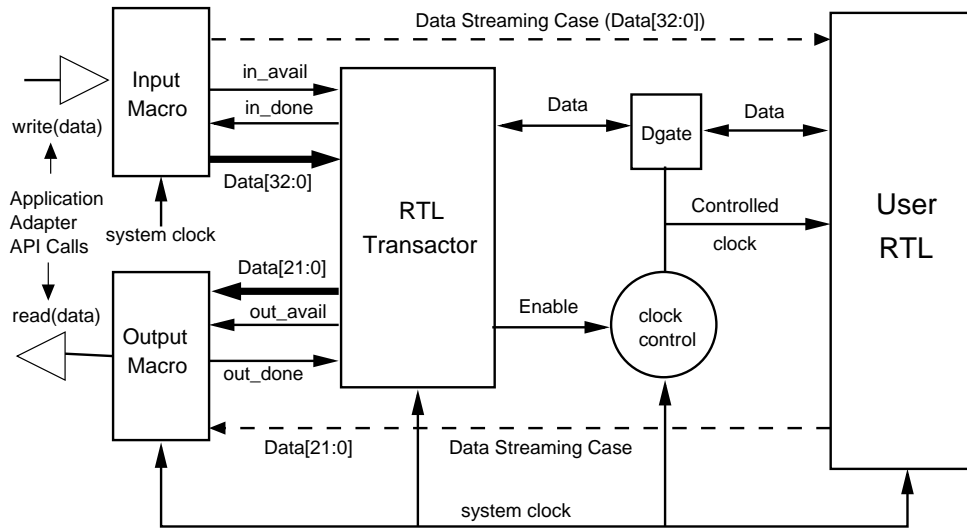 Data Streaming Case (Data[32:0])
Input
Macro
in_avail
in_done
Data[32:0]
write(data)
Application
Adapter
API Calls
read(data)
system clock
Data[21:0]
out_avail
out_done
Output
Macro
RTL
Transactor
Data
Dgate
Data
Controlled
clock
Enable
clock
control
User
RTL
Data[21:0]
Data Streaming Case
system clock